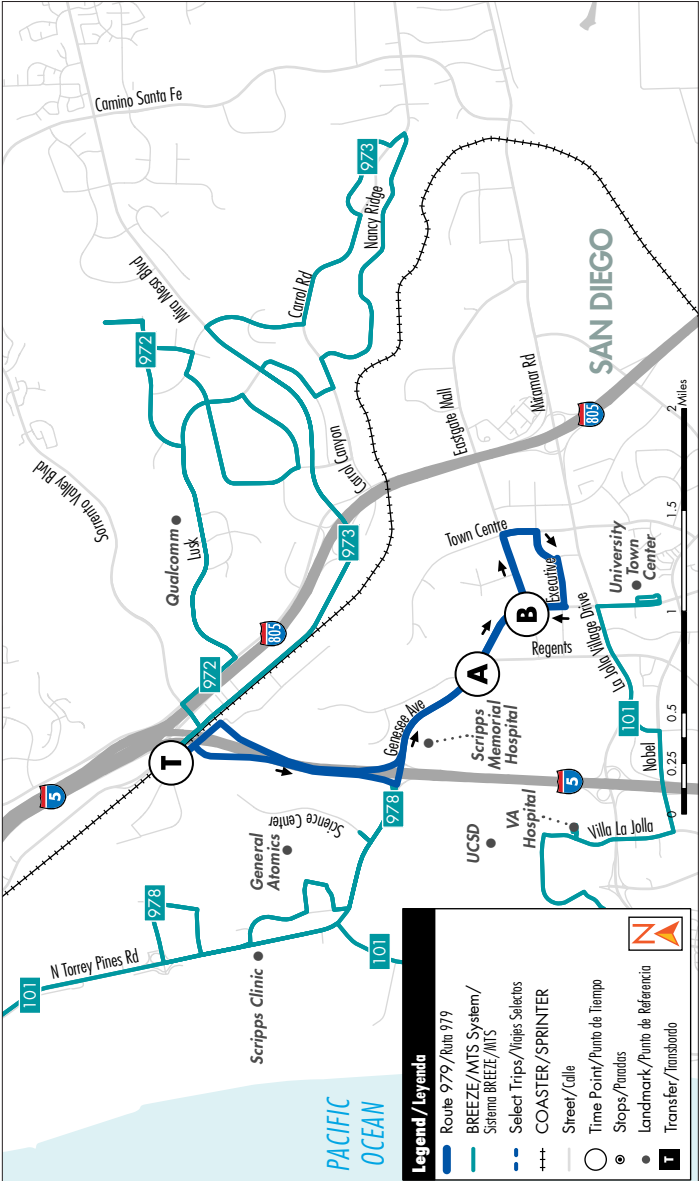 Camino Santa Fe
Mira Mesa Blvd
Sorrento Valley Blvd
973
Nancy Ridge
Carrol Rd
972
Carrol Canyon
Qualcomm
Lusk
973
972
805
5
T
SAN DIEGO
Eastgate Mall
Miramar Rd
805
Town Centre
Executive
B
Regents
A
Genesee Ave
University
Town
Center
La Jolla Village Drive
101
Nobel
Scripps
Memorial
Hospital
5
VA
Hospital
UCSD
Villa La Jolla
978
Science Center
General
Atomics
978
N Torrey Pines Rd
101
101
Scripps Clinic
PACIFIC
OCEAN
0
0.25
0.5
1
1.5
2
Miles
Legend/Leyenda
Route 979/Ruta 979
BREEZE/MTS System/
Sistema BREEZE/MTS
Select Trips/Viajes Selectos
COASTER/SPRINTER
Street/Calle
Time Point/Punto de Tiempo
Stops/Paradas
Landmark/Punto de Referencia
T Transfer/Transbordo
N